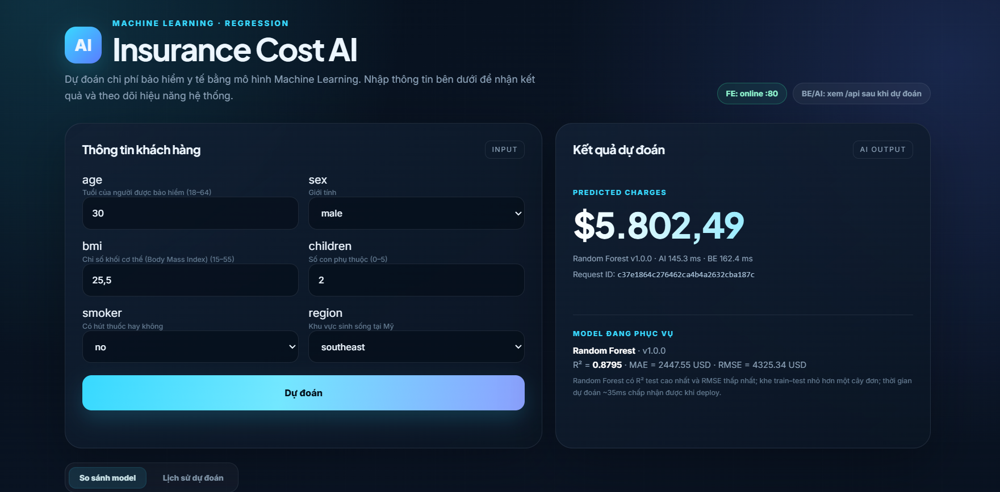 MACHINE LEARNING · REGRESSION
AI
Insurance Cost AI
Dự đoán chi phí bảo hiểm y tế bằng mô hình Machine Learning. Nhập thông tin bên dưới để nhận kết
quả và theo dõi hiệu năng hệ thống.
FE: online :80
BE/AI: xem /api sau khi dự đoán
Thông tin khách hàng
INPUT
age
Tuổi của người được bảo hiểm (18–64)
30
sex
Giới tính
male
bmi
Chỉ số khối cơ thể (Body Mass Index) (15–55)
25,5
children
Số con phụ thuộc (0–5)
2
smoker
Có hút thuốc hay không
no
region
Khu vực sinh sống tại Mỹ
southeast
Dự đoán
Kết quả dự đoán
AI OUTPUT
PREDICTED CHARGES
$5.802,49
Random Forest v1.0.0 · AI 145.3 ms · BE 162.4 ms
Request ID: c37e1864c276462ca4b4a2632cba187c
MODEL ĐANG PHỤC VỤ
Random Forest · v1.0.0
R² = 0.8795 · MAE = 2447.55 USD · RMSE = 4325.34 USD
Random Forest có R² test cao nhất và RMSE thấp nhất; khe train–test nhỏ hơn một cây đơn; thời gian
dự đoán ~35ms chấp nhận được khi deploy.
So sánh model
Lịch sử dự đoán